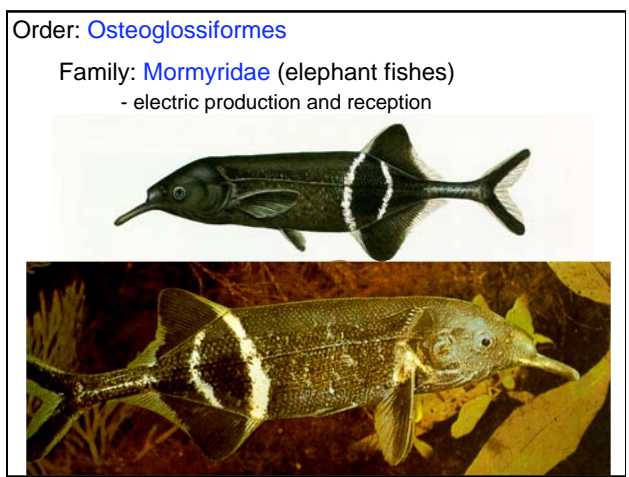 Order: Osteoglossiformes
Family: Mormyridae (elephant fishes)
- electric production and reception